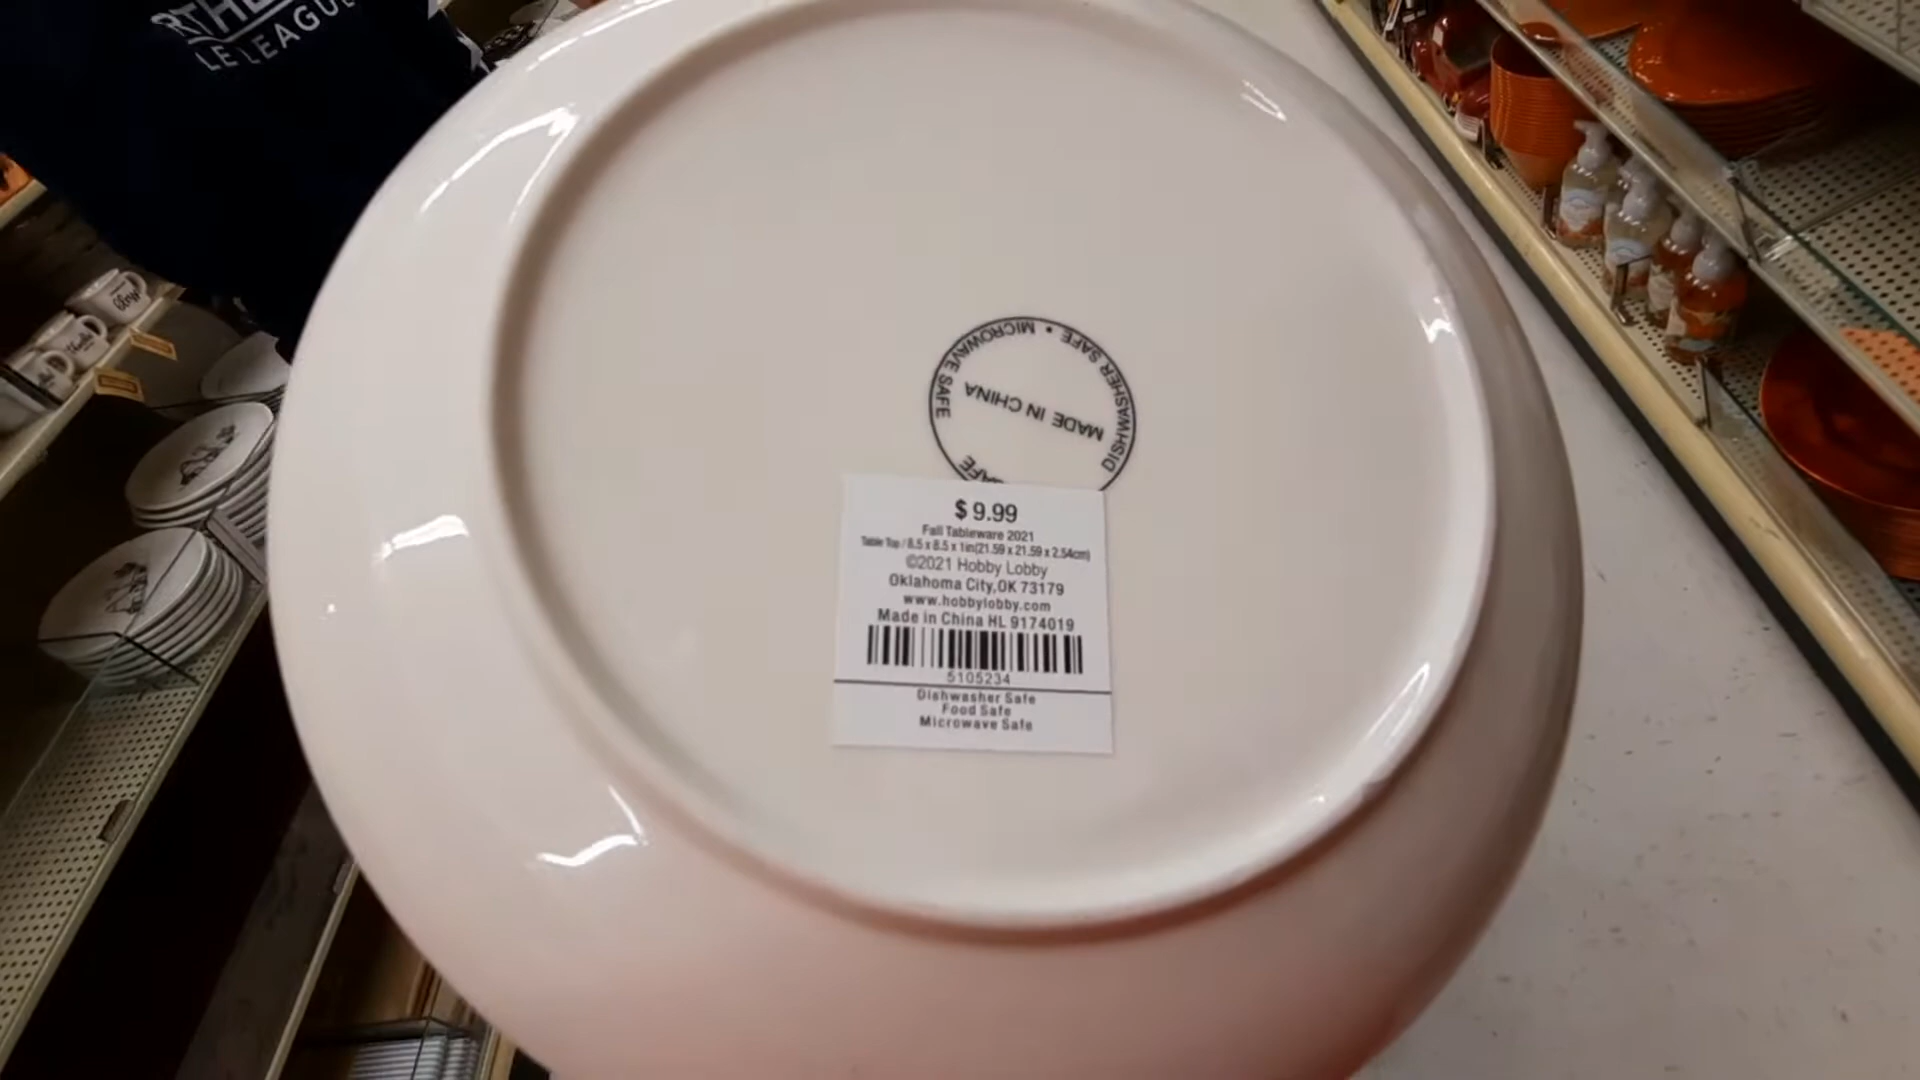 LE LEAGUE
MICROWAVE SAFE • DISHWASHER SAFE
MADE IN CHINA
$ 9.99
Fall Tableware 2021
Table Top / 8.5 x 8.5 x 1in(21.59 x 21.59 x 2.54cm)
©2021 Hobby Lobby
Oklahoma City,OK 73179
www.hobbylobby.com
Made in China HL 9174019
5105234
Dishwasher Safe
Food Safe
Microwave Safe